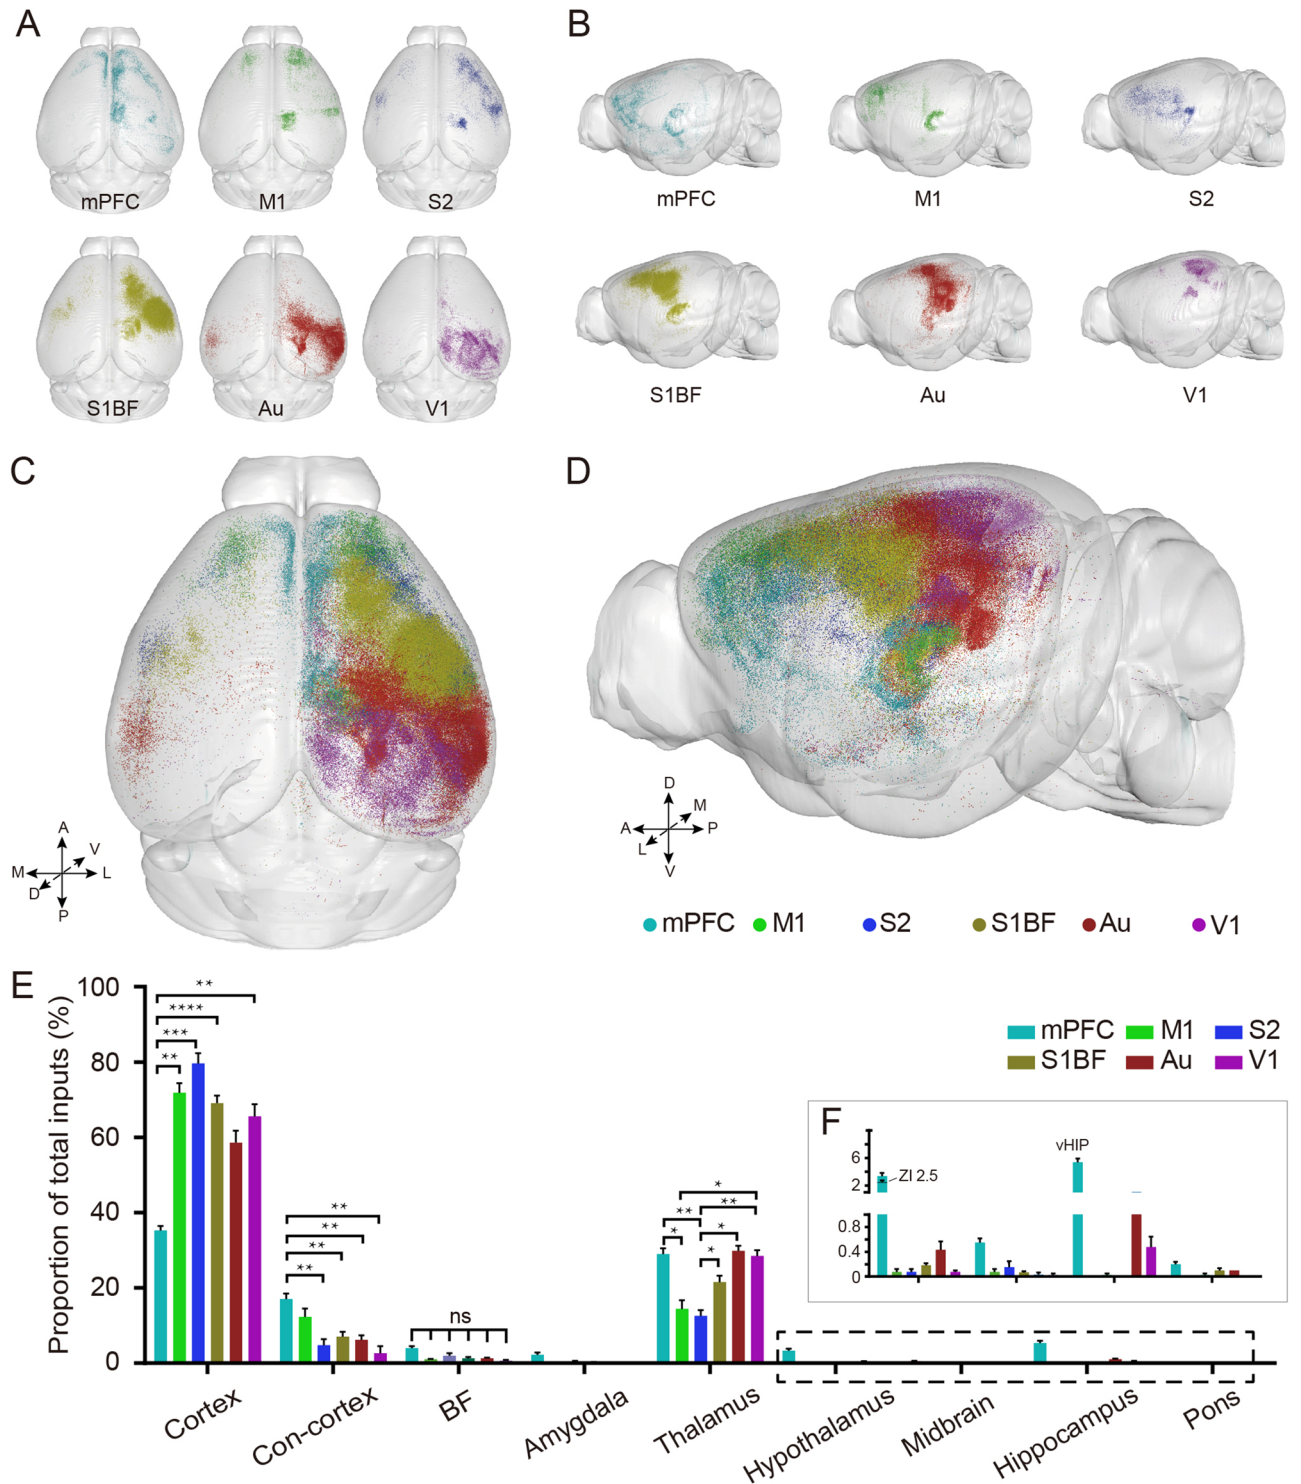 A
B
mPFC
M1
S2
mPFC
M1
S2
S1BF
Au
V1
S1BF
Au
V1
C
D
A
V
M
L
D
P
D
M
A
P
L
V
mPFC M1 S2 S1BF Au V1
E
Proportion of total inputs (%)
100
80
60
40
20
0
**
****
***
**
**
**
**
**
ns
*
**
**
*
*
*
mPFC M1 S2
S1BF Au V1
F
vHIP
6
2
ZI 2.5
0.8
0.4
0
Cortex
Con-cortex
BF
Amygdala
Thalamus
Hypothalamus
Midbrain
Hippocampus
Pons